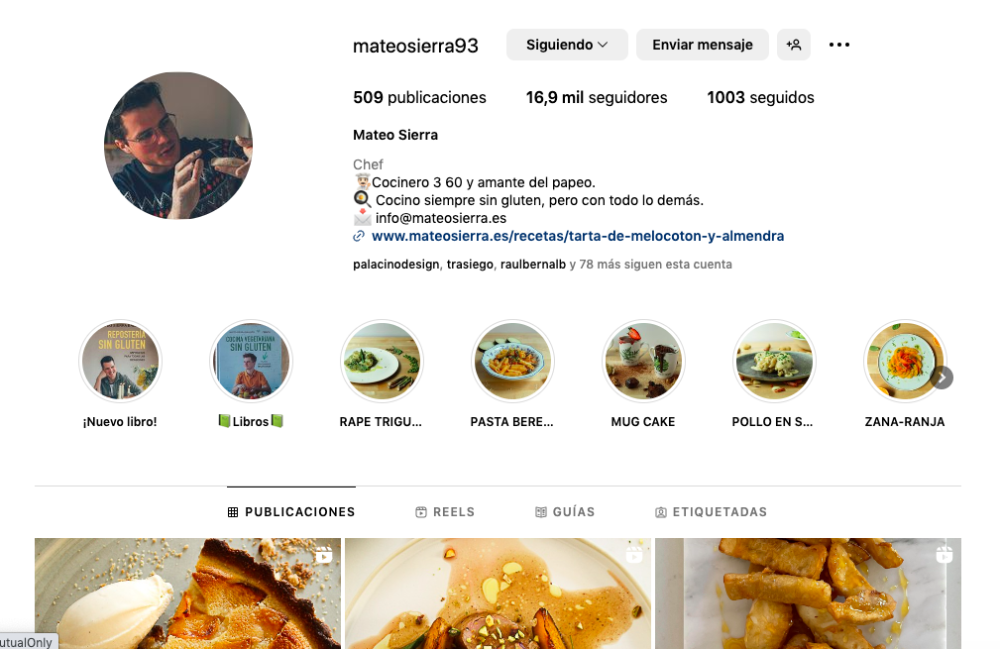 mateosierra93 Siguiendo Enviar mensaje
509 publicaciones 16,9 mil seguidores 1003 seguidos
Mateo Sierra
Chef
Cocinero 3 60 y amante del papeo.
Cocino siempre sin gluten, pero con todo lo demás.
info@mateosierra.es
www.mateosierra.es/recetas/tarta-de-melocoton-y-almendra
palacinodesign, trasiego, raulbernalb y 78 más siguen esta cuenta
REPOSTERÍA
SIN GLUTEN
COCINA VEGETARIANA
SIN GLUTEN
¡Nuevo libro! Libros RAPE TRIGU... PASTA BERE... MUG CAKE POLLO EN S... ZANA-RANJA
PUBLICACIONES REELS GUÍAS ETIQUETADAS
utualOnly